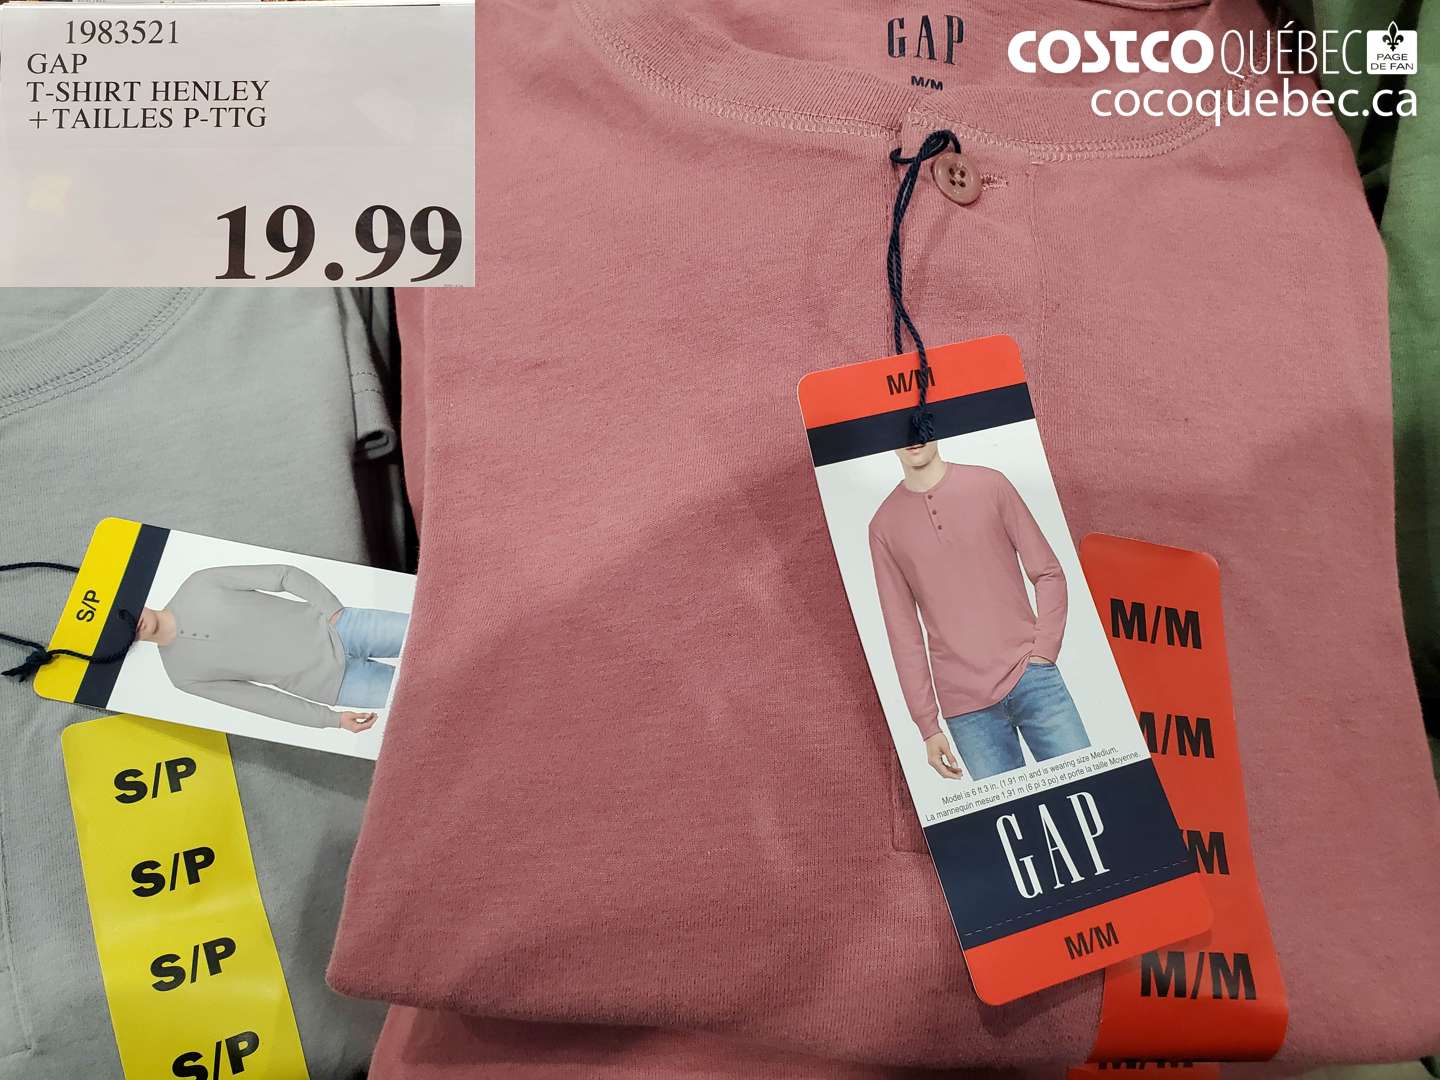 1983521
GAP
T-SHIRT HENLEY
+TAILLES P-TTG
19.99
GAP
M/M
COSTCO QUÉBEC
PAGE
DE FAN
cocoquebec.ca
M/M
Model is 6 ft 3 in. (1.91 m) and is wearing size Medium.
La mannequin mesure 1,91 m (6 pi 3 po) et porte la taille Moyenne.
GAP
M/M
M/M
M/M
M/M
M/M
M/M
S/P
S/P
S/P
S/P
S/P